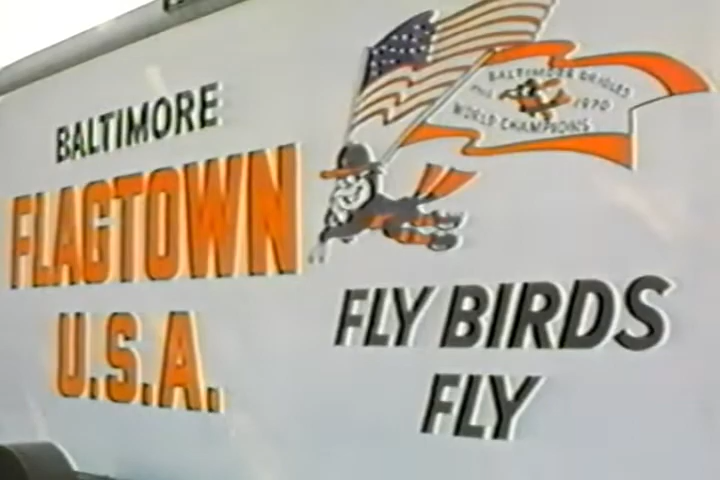 BALTIMORE
FLAGTOWN
U.S.A.
BALTIMORE ORIOLES
1970
WORLD CHAMPIONS
FLY BIRDS
FLY